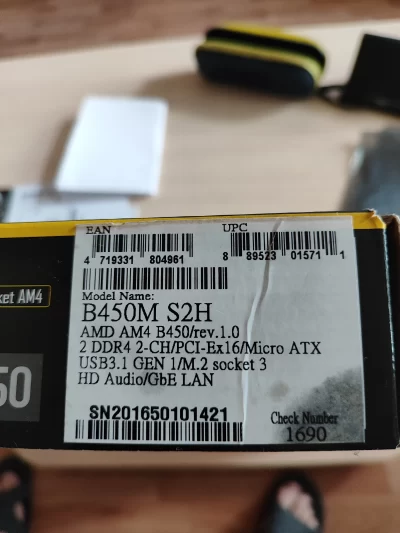 EAN
UPC
4 719331 804961
8 89523 01571 1
Model Name:
B450M S2H
AMD AM4 B450/rev.1.0
2 DDR4 2-CH/PCI-Ex16/Micro ATX
USB3.1 GEN 1/M.2 socket 3
HD Audio/GbE LAN
SN201650101421
Check Number
1690
ket AM4
50